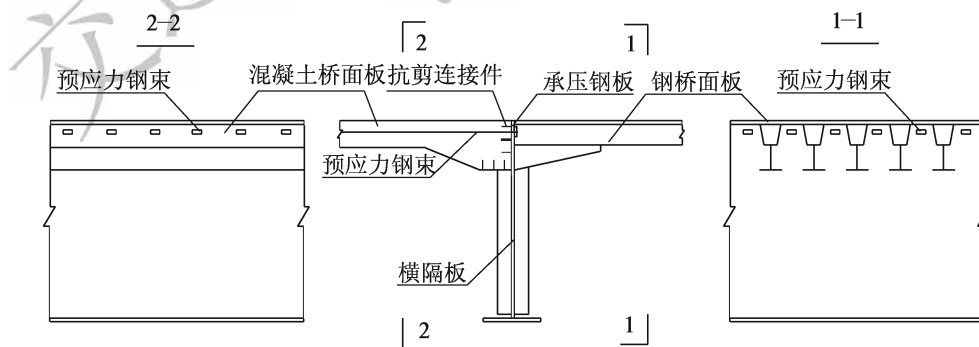 2-2
2
1
1-1
预应力钢束
混凝土桥面板
抗剪连接件
承压钢板
钢桥面板
预应力钢束
预应力钢束
横隔板
2
1